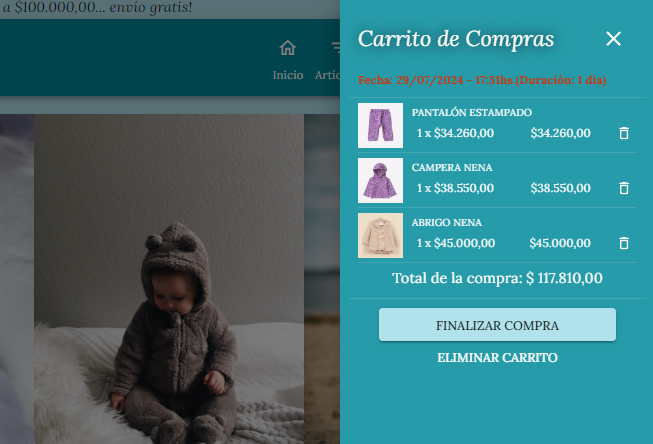 a $100.000,00... envío gratis!
Inicio
Carrito de Compras
Fecha: 29/07/2024 - 17:31hs.(Duración: 1 día)
PANTALÓN ESTAMPADO
1 x $34.260,00 $34.260,00
CAMPERA NENA
1 x $38.550,00 $38.550,00
ABRIGO NENA
1 x $45.000,00 $45.000,00
Total de la compra: $ 117.810,00
FINALIZAR COMPRA
ELIMINAR CARRITO